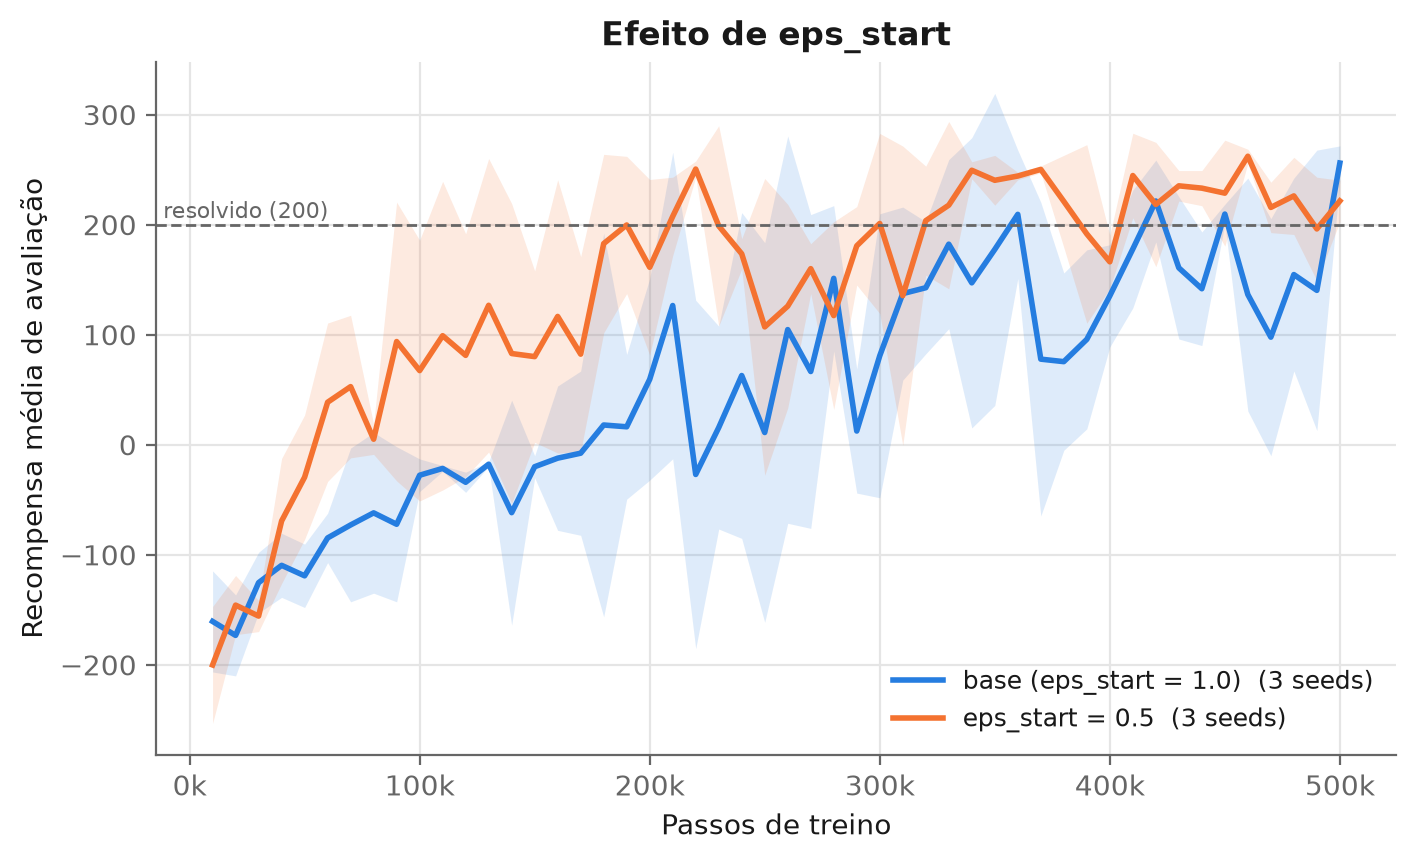 Efeito de eps_start
Recompensa média de avaliação
300
200
100
0
−100
−200
resolvido (200)
base (eps_start = 1.0)  (3 seeds)
eps_start = 0.5  (3 seeds)
0k
100k
200k
300k
400k
500k
Passos de treino